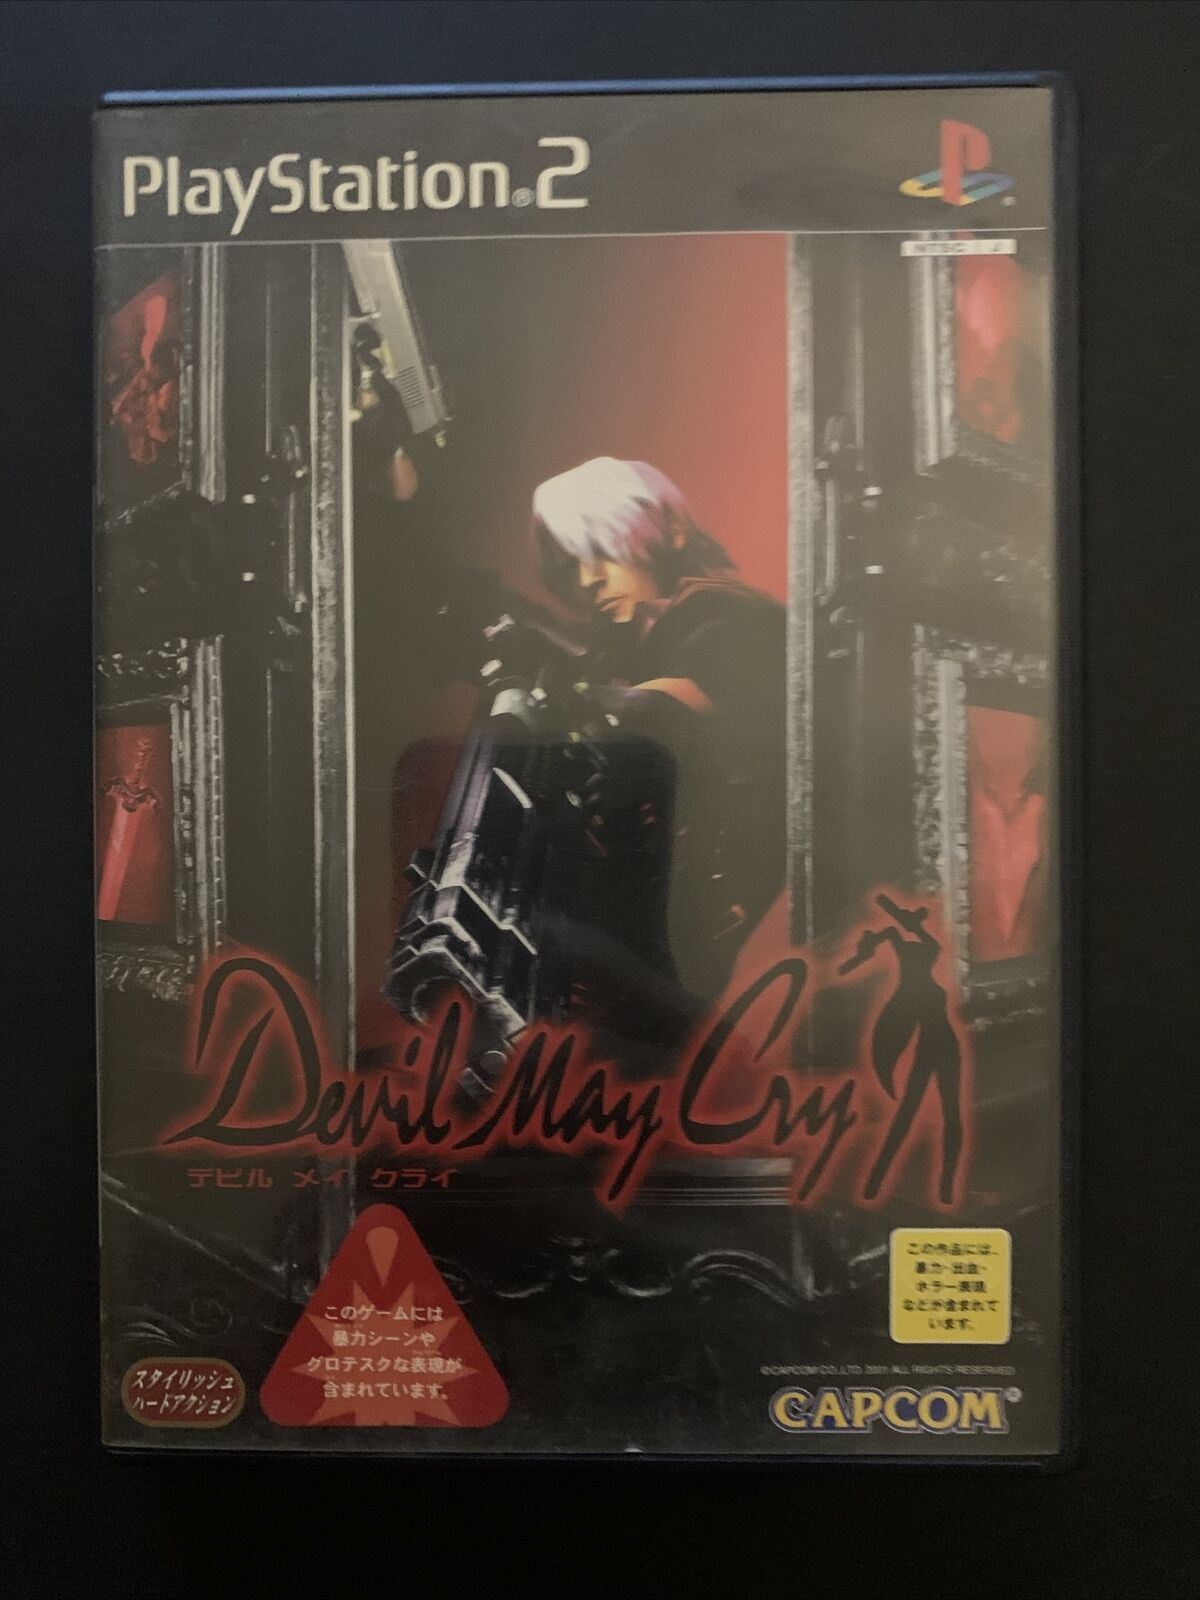 PlayStation®2
NTSC J
Devil May Cry
デビル メイ クライ
TM
このゲームには
暴力シーンや
グロテスクな表現が
含まれています。
この作品には、
暴力・出血・
ホラー表現
などが含まれて
います。
スタイリッシュ
ハードアクション
©CAPCOM CO.,LTD. 2001 ALL RIGHTS RESERVED
CAPCOM®